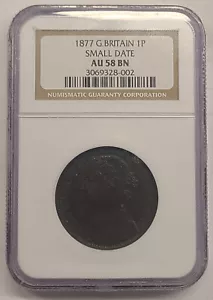 1877 G.BRITAIN 1P
SMALL DATE
AU 58 BN
3069328-002
NUMISMATIC GUARANTY CORPORATION